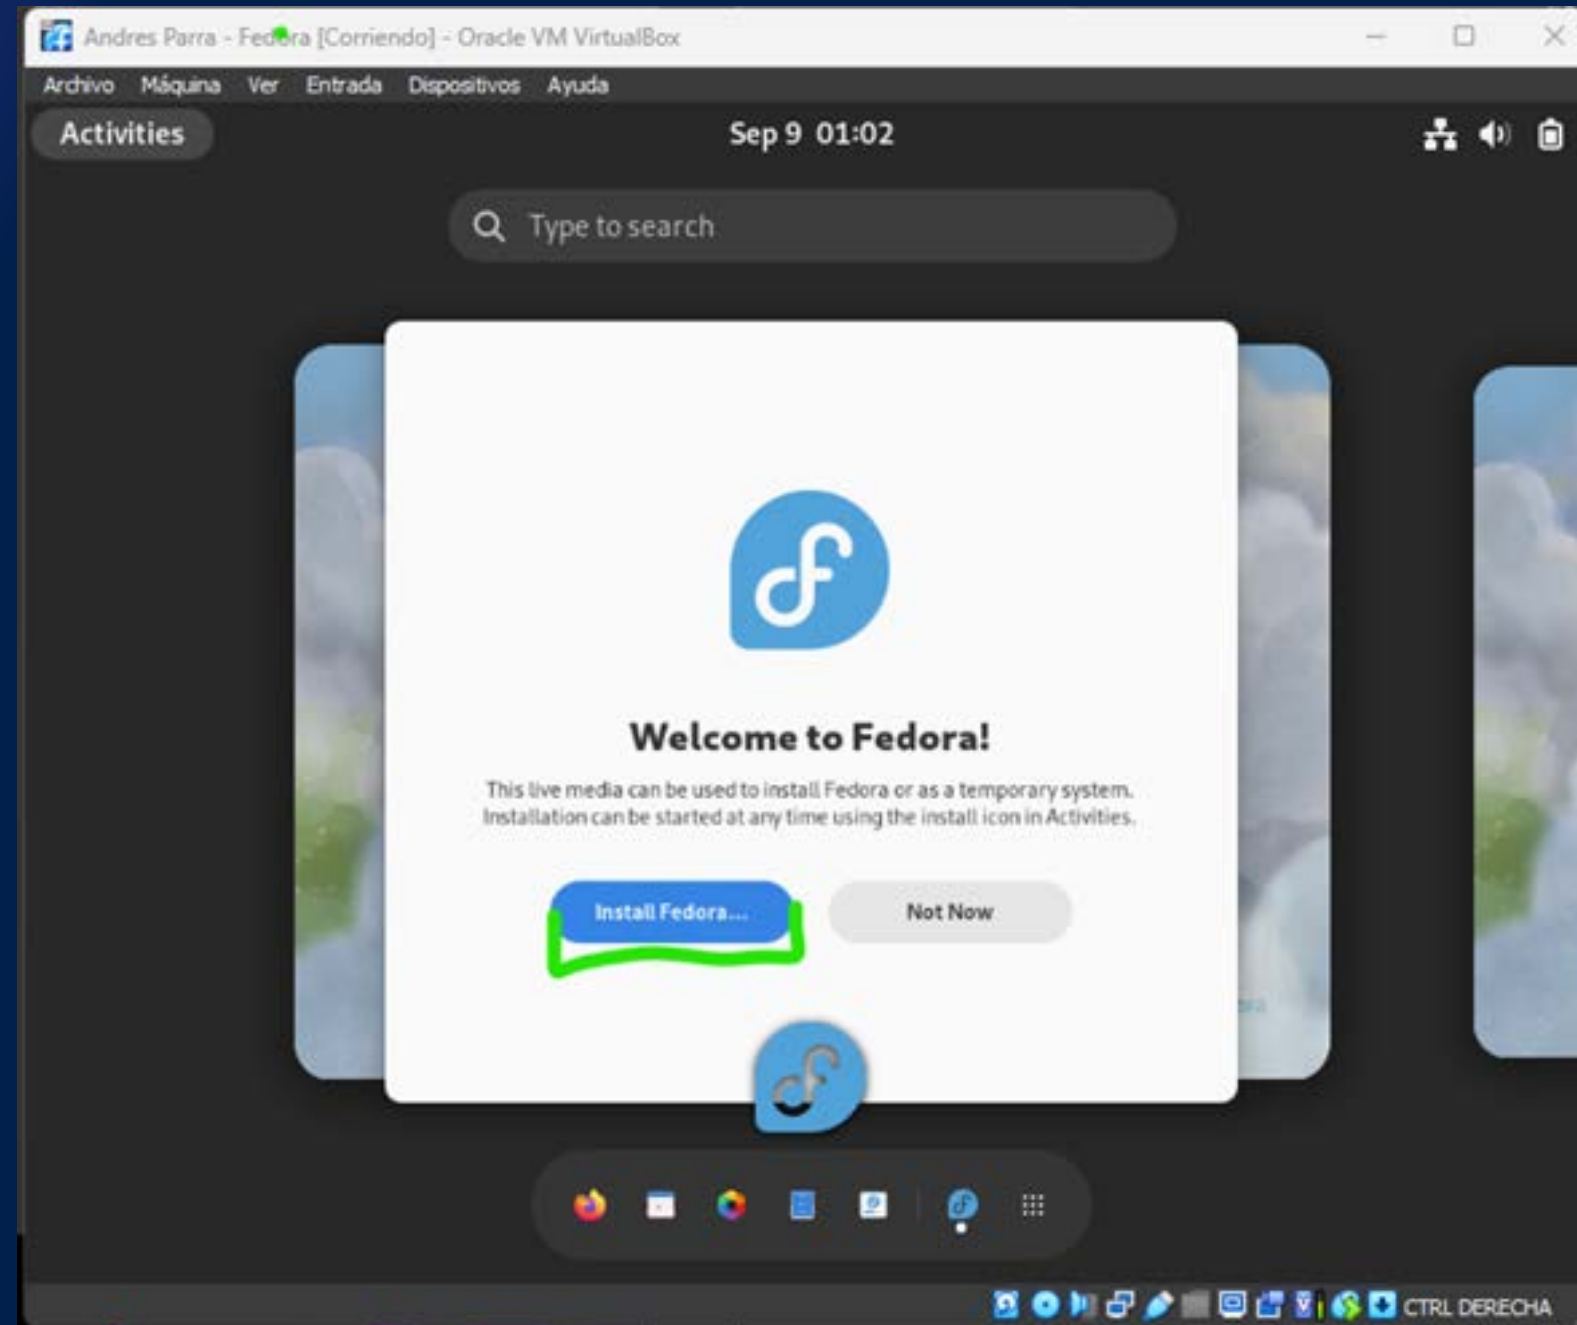 Andres Parra - Fedora [Corriendo] - Oracle VM VirtualBox
Archivo Máquina Ver Entrada Dispositivos Ayuda
Activities
Sep 9 01:02
Type to search
Welcome to Fedora!
This live media can be used to install Fedora or as a temporary system.
Installation can be started at any time using the install icon in Activities.
Install Fedora...
Not Now
CTRL DERECHA